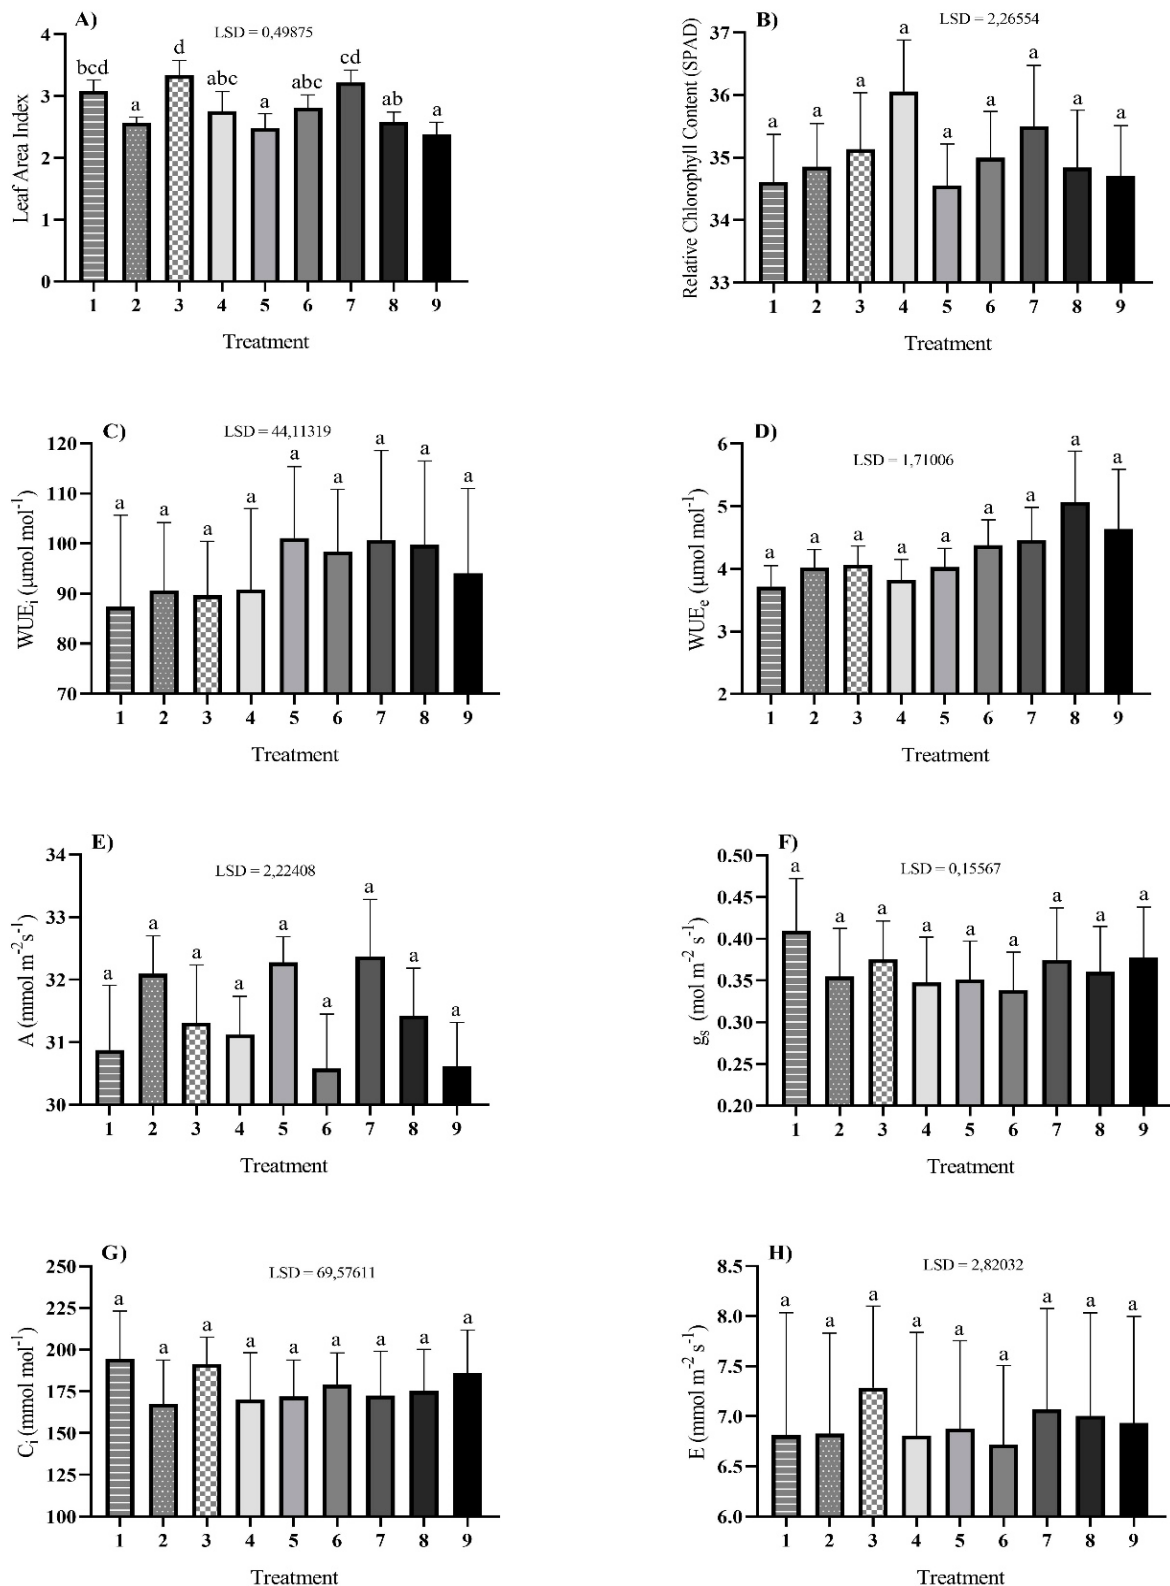 A)
LSD = 0,49875
Leaf Area Index
4
3
2
1
0
bcd a d abc a abc cd ab a
1 2 3 4 5 6 7 8 9
Treatment
B)
LSD = 2,26554
Relative Chlorophyll Content (SPAD)
37
36
35
34
33
a a a a a a a a a
1 2 3 4 5 6 7 8 9
Treatment
C)
LSD = 44,11319
WUEi (μmol mol-1)
120
110
100
90
80
70
a a a a a a a a a
1 2 3 4 5 6 7 8 9
Treatment
D)
LSD = 1,71006
WUEe (μmol mol-1)
6
5
4
3
2
a a a a a a a a a
1 2 3 4 5 6 7 8 9
Treatment
E)
LSD = 2,22408
A (mmol m-2s-1)
34
33
32
31
30
a a a a a a a a a
1 2 3 4 5 6 7 8 9
Treatment
F)
LSD = 0,15567
gs (mol m-2 s-1)
0.50
0.45
0.40
0.35
0.30
0.25
0.20
a a a a a a a a a
1 2 3 4 5 6 7 8 9
Treatment
G)
LSD = 69,57611
Ci (mmol mol-1)
250
225
200
175
150
125
100
a a a a a a a a a
1 2 3 4 5 6 7 8 9
Treatment
H)
LSD = 2,82032
E (mmol m-2 s-1)
8.5
8.0
7.5
7.0
6.5
6.0
a a a a a a a a a
1 2 3 4 5 6 7 8 9
Treatment